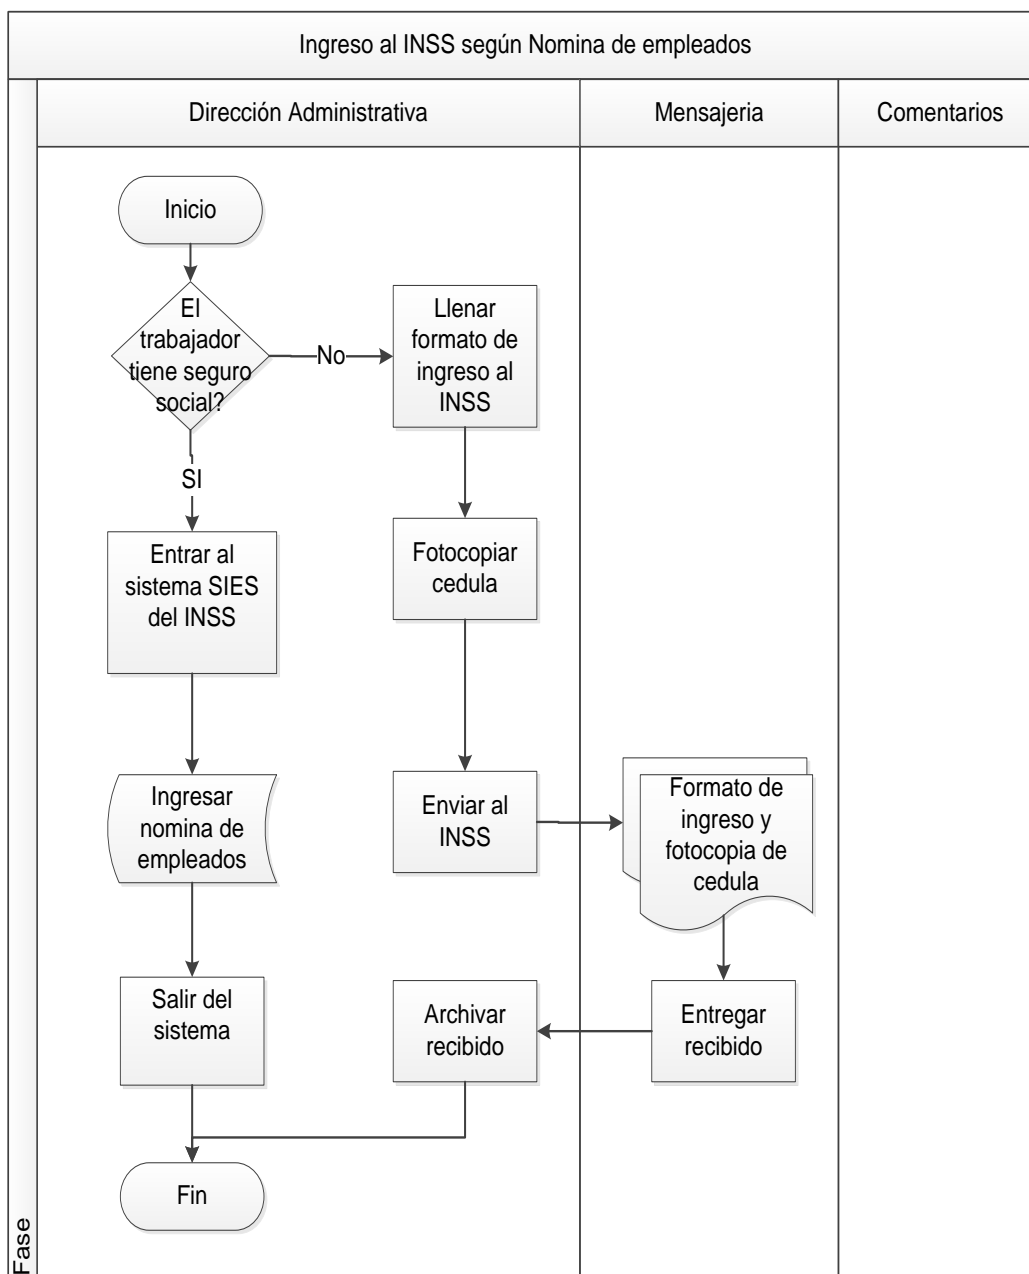 Ingreso al INSS según Nomina de empleados
Dirección Administrativa
Mensajeria
Comentarios
Inicio
El
trabajador
tiene seguro
social?
No
Llenar
formato de
ingreso al
INSS
SI
Entrar al
sistema SIES
del INSS
Fotocopiar
cedula
Ingresar
nomina de
empleados
Enviar al
INSS
Formato de
ingreso y
fotocopia de
cedula
Salir del
sistema
Archivar
recibido
Entregar
recibido
Fin
Fase